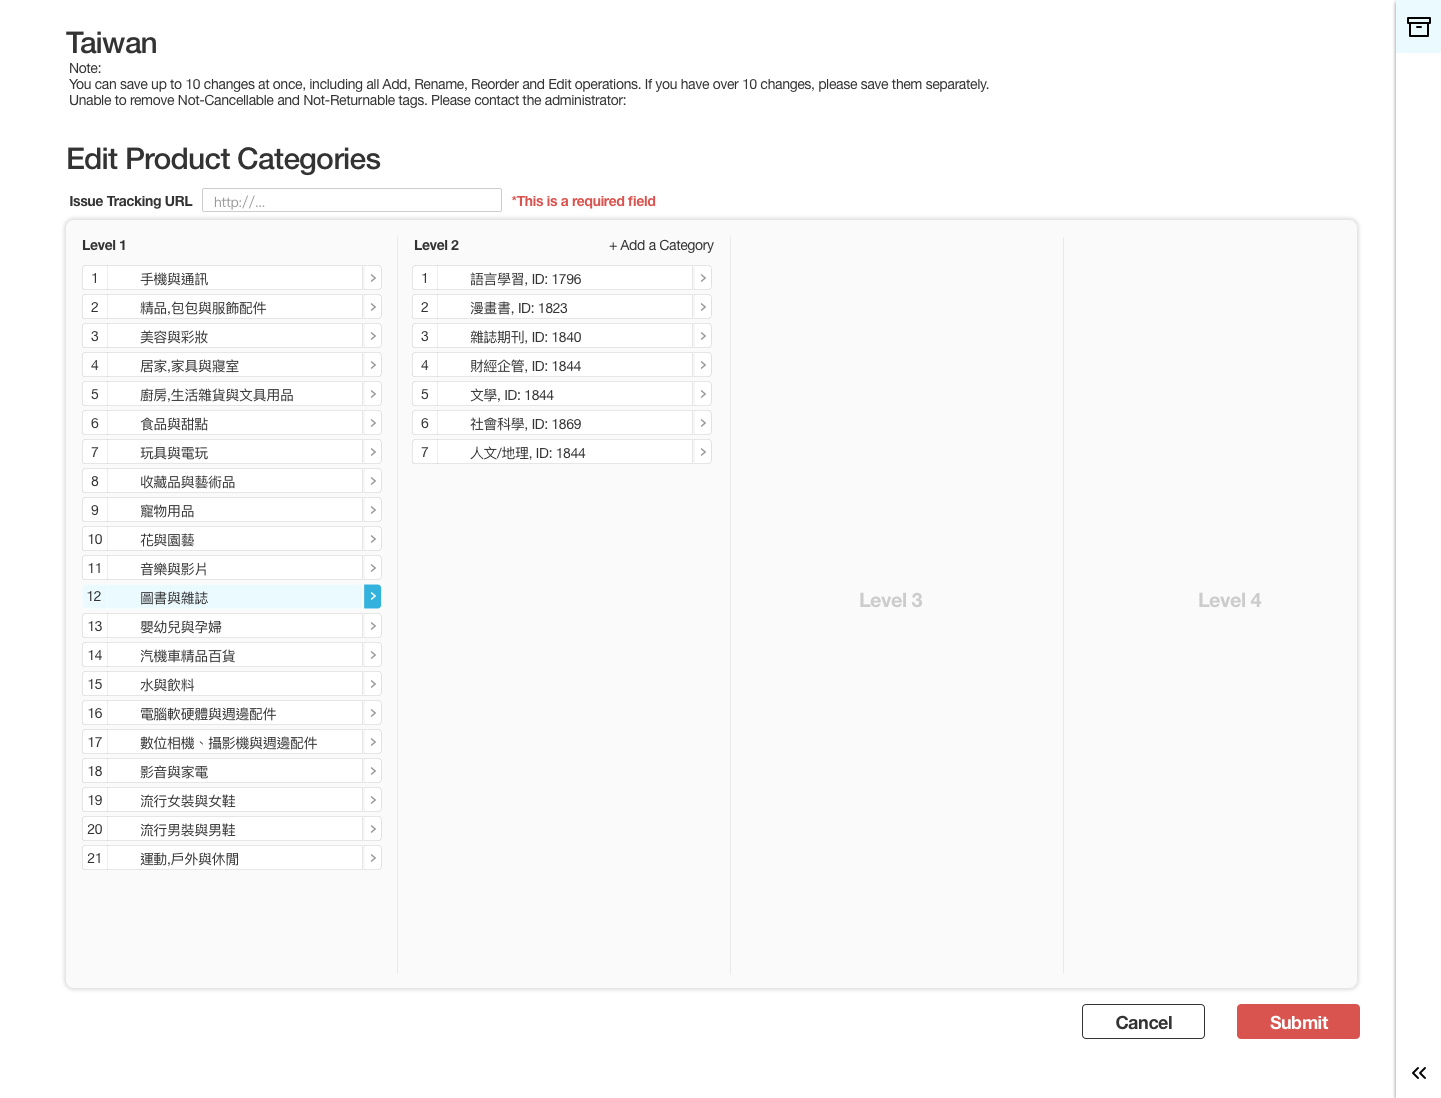 Taiwan
Note:
You can save up to 10 changes at once, including all Add, Rename, Reorder and Edit operations. If you have over 10 changes, please save them separately.
Unable to remove Not-Cancellable and Not-Returnable tags. Please contact the administrator:
Edit Product Categories
Issue Tracking URL http://... *This is a required field
Level 1
1 手機與通訊
2 精品,包包與服飾配件
3 美容與彩妝
4 居家,家具與寢室
5 廚房,生活雜貨與文具用品
6 食品與甜點
7 玩具與電玩
8 收藏品與藝術品
9 寵物用品
10 花與園藝
11 音樂與影片
12 圖書與雜誌
13 嬰幼兒與孕婦
14 汽機車精品百貨
15 水與飲料
16 電腦軟硬體與週邊配件
17 數位相機、攝影機與週邊配件
18 影音與家電
19 流行女裝與女鞋
20 流行男裝與男鞋
21 運動,戶外與休閒
Level 2 + Add a Category
1 語言學習, ID: 1796
2 漫畫書, ID: 1823
3 雜誌期刊, ID: 1840
4 財經企管, ID: 1844
5 文學, ID: 1844
6 社會科學, ID: 1869
7 人文/地理, ID: 1844
Level 3
Level 4
Cancel
Submit